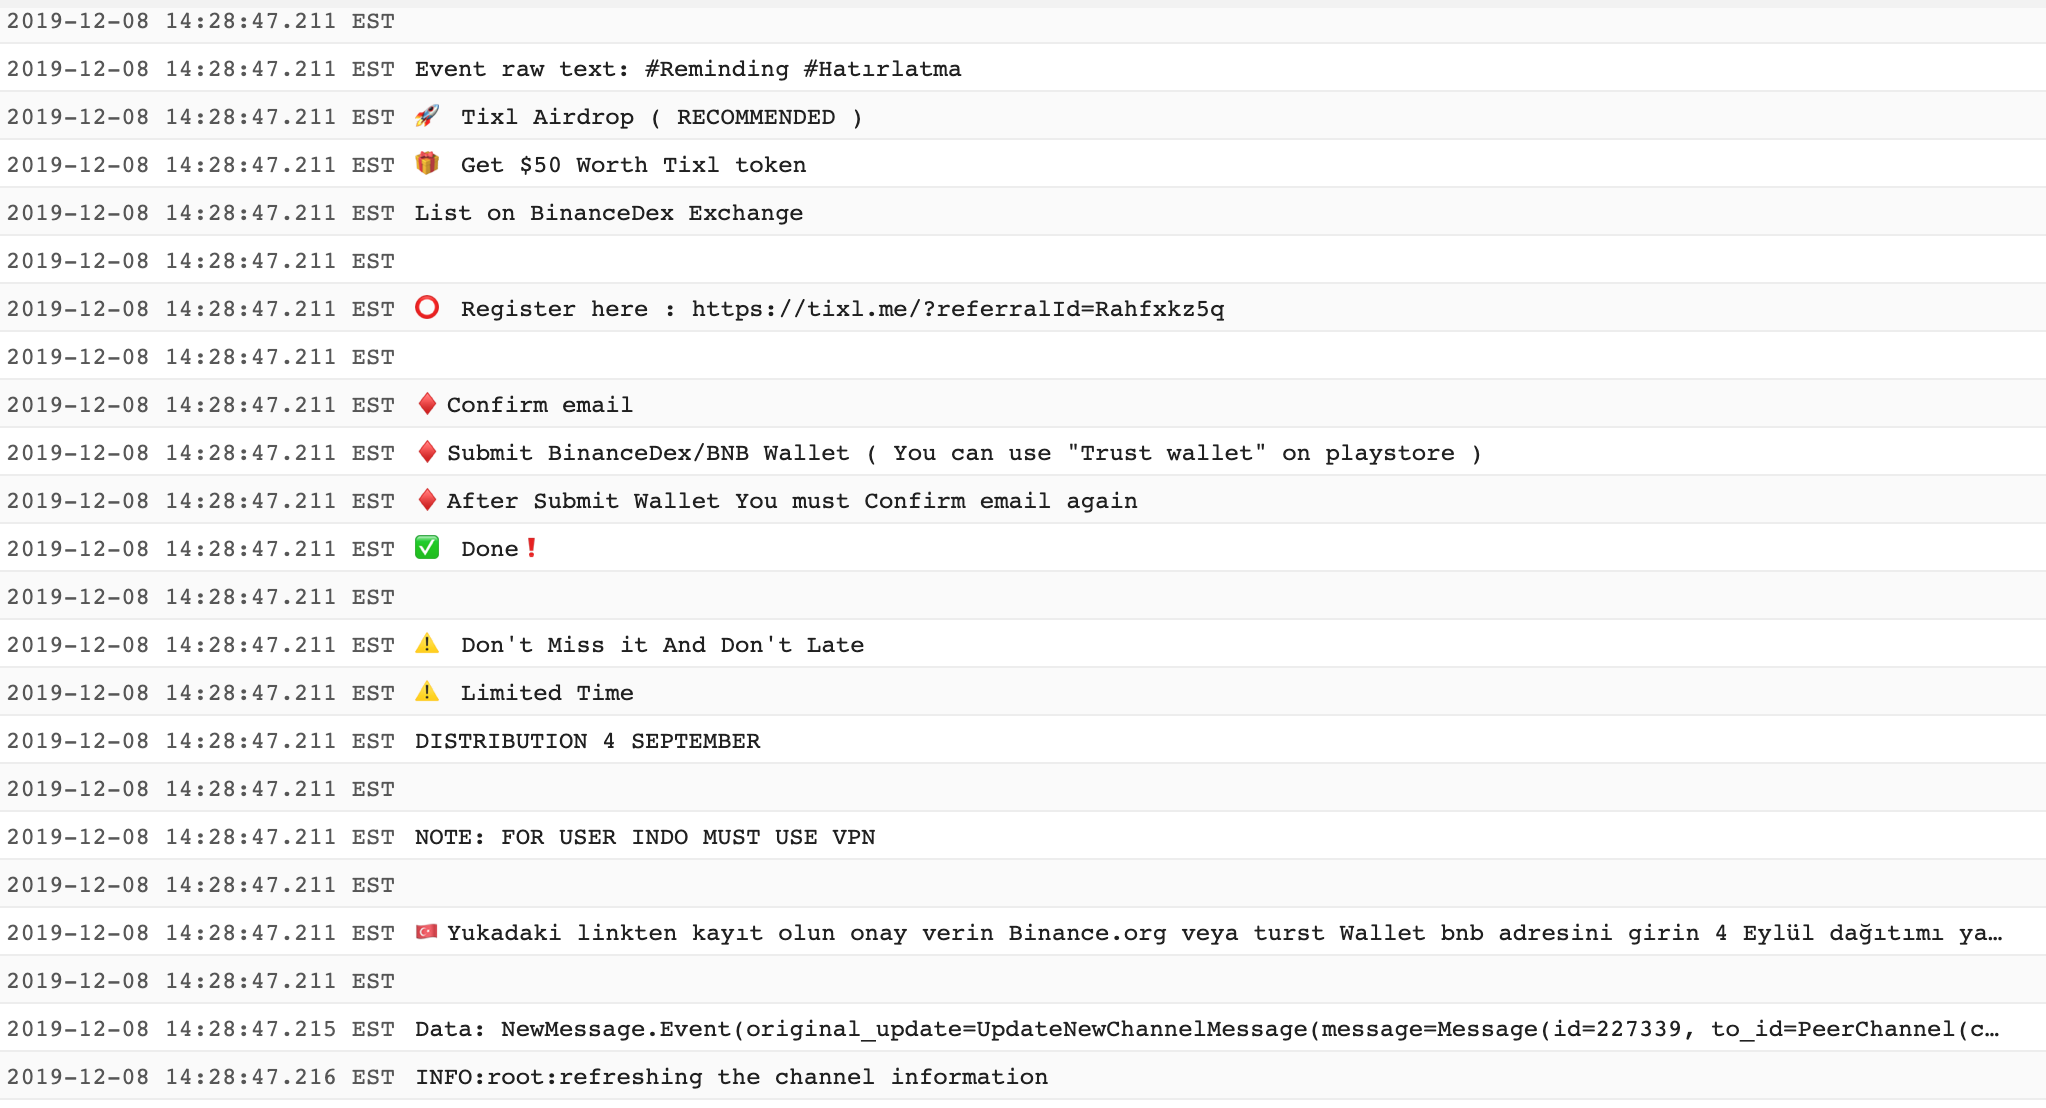 2019-12-08 14:28:47.211 EST
2019-12-08 14:28:47.211 EST Event raw text: #Reminding #Hatırlatma
2019-12-08 14:28:47.211 EST 🚀 Tixl Airdrop ( RECOMMENDED )
2019-12-08 14:28:47.211 EST 🎁 Get $50 Worth Tixl token
2019-12-08 14:28:47.211 EST List on BinanceDex Exchange
2019-12-08 14:28:47.211 EST
2019-12-08 14:28:47.211 EST ⭕ Register here : https://tixl.me/?referralId=Rahfxkz5q
2019-12-08 14:28:47.211 EST
2019-12-08 14:28:47.211 EST ♦️Confirm email
2019-12-08 14:28:47.211 EST ♦️Submit BinanceDex/BNB Wallet ( You can use "Trust wallet" on playstore )
2019-12-08 14:28:47.211 EST ♦️After Submit Wallet You must Confirm email again
2019-12-08 14:28:47.211 EST ✅ Done❗
2019-12-08 14:28:47.211 EST
2019-12-08 14:28:47.211 EST ⚠️ Don't Miss it And Don't Late
2019-12-08 14:28:47.211 EST ⚠️ Limited Time
2019-12-08 14:28:47.211 EST DISTRIBUTION 4 SEPTEMBER
2019-12-08 14:28:47.211 EST
2019-12-08 14:28:47.211 EST NOTE: FOR USER INDO MUST USE VPN
2019-12-08 14:28:47.211 EST
2019-12-08 14:28:47.211 EST 🇹🇷Yukadaki linkten kayıt olun onay verin Binance.org veya turst Wallet bnb adresini girin 4 Eylül dağıtımı ya…
2019-12-08 14:28:47.211 EST
2019-12-08 14:28:47.215 EST Data: NewMessage.Event(original_update=UpdateNewChannelMessage(message=Message(id=227339, to_id=PeerChannel(c…
2019-12-08 14:28:47.216 EST INFO:root:refreshing the channel information